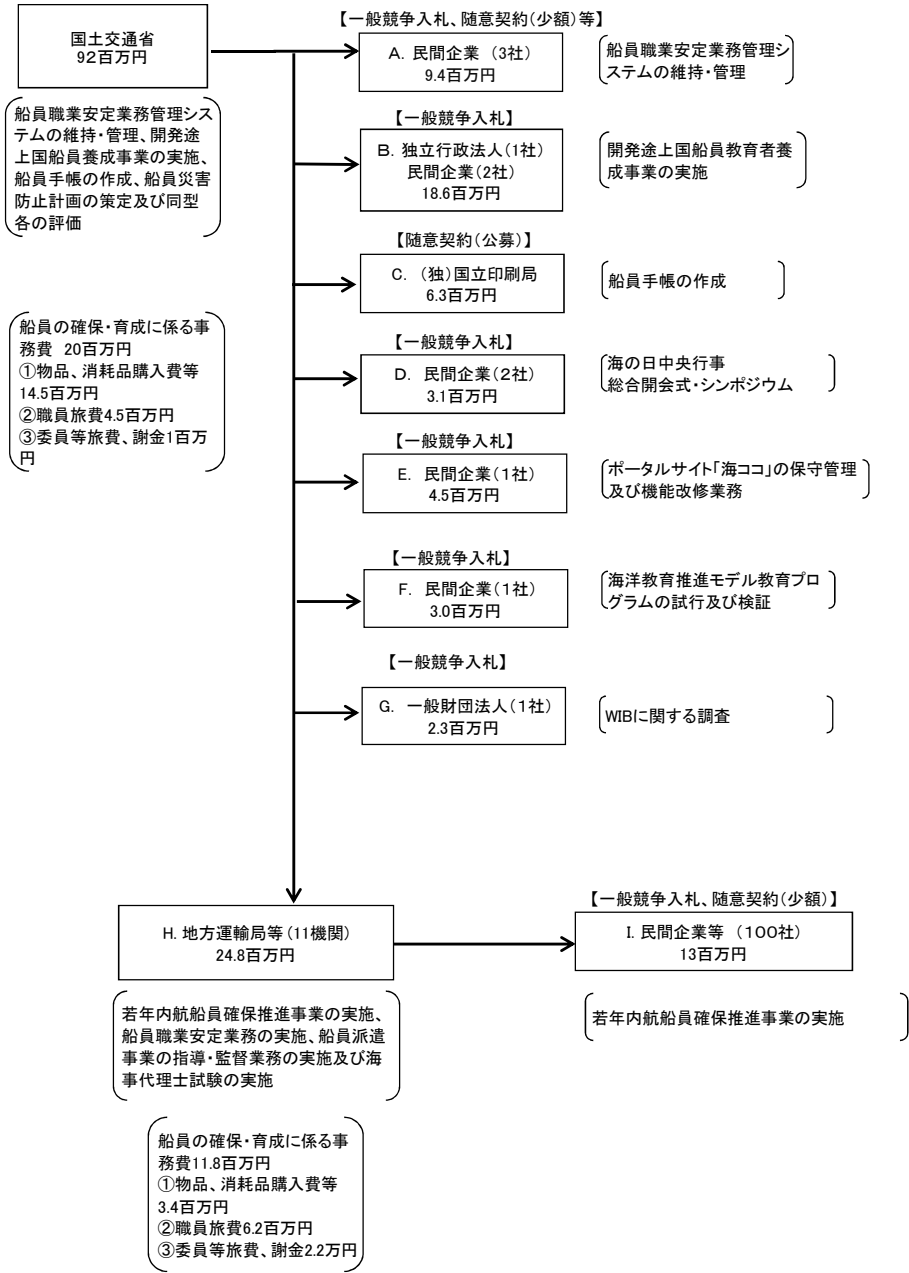 国土交通省
92百万円
船員職業安定業務管理シス
テムの維持・管理、開発途
上国船員養成事業の実施、
船員手帳の作成、船員災害
防止計画の策定及び同型
各の評価
船員の確保・育成に係る事
務費 20百万円
①物品、消耗品購入費等
14.5百万円
②職員旅費4.5百万円
③委員等旅費、謝金1百万
円
【一般競争入札、随意契約(少額)等】
A. 民間企業 (3社)
9.4百万円
船員職業安定業務管理シ
ステムの維持・管理
【一般競争入札】
B. 独立行政法人(1社)
民間企業(2社)
18.6百万円
開発途上国船員教育者養
成事業の実施
【随意契約(公募)】
C. (独)国立印刷局
6.3百万円
船員手帳の作成
【一般競争入札】
D. 民間企業(2社)
3.1百万円
海の日中央行事
総合開会式・シンポジウム
【一般競争入札】
E. 民間企業(1社)
4.5百万円
ポータルサイト「海ココ」の保守管理
及び機能改修業務
【一般競争入札】
F. 民間企業(1社)
3.0百万円
海洋教育推進モデル教育プロ
グラムの試行及び検証
【一般競争入札】
G. 一般財団法人(1社)
2.3百万円
WIBに関する調査
H. 地方運輸局等(11機関)
24.8百万円
若年内航船員確保推進事業の実施、
船員職業安定業務の実施、船員派遣
事業の指導・監督業務の実施及び海
事代理士試験の実施
船員の確保・育成に係る事
務費11.8百万円
①物品、消耗品購入費等
3.4百万円
②職員旅費6.2百万円
③委員等旅費、謝金2.2万円
【一般競争入札、随意契約(少額)】
I. 民間企業等 (100社)
13百万円
若年内航船員確保推進事業の実施